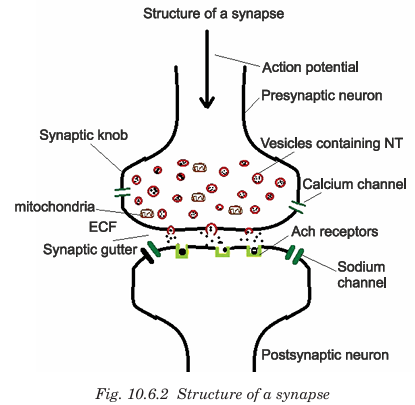 Structure of a synapse
Action potential
Presynaptic neuron
Synaptic knob
Vesicles containing NT
Calcium channel
mitochondria
ECF
Ach receptors
Synaptic gutter
Sodium
channel
Postsynaptic neuron
Fig. 10.6.2 Structure of a synapse